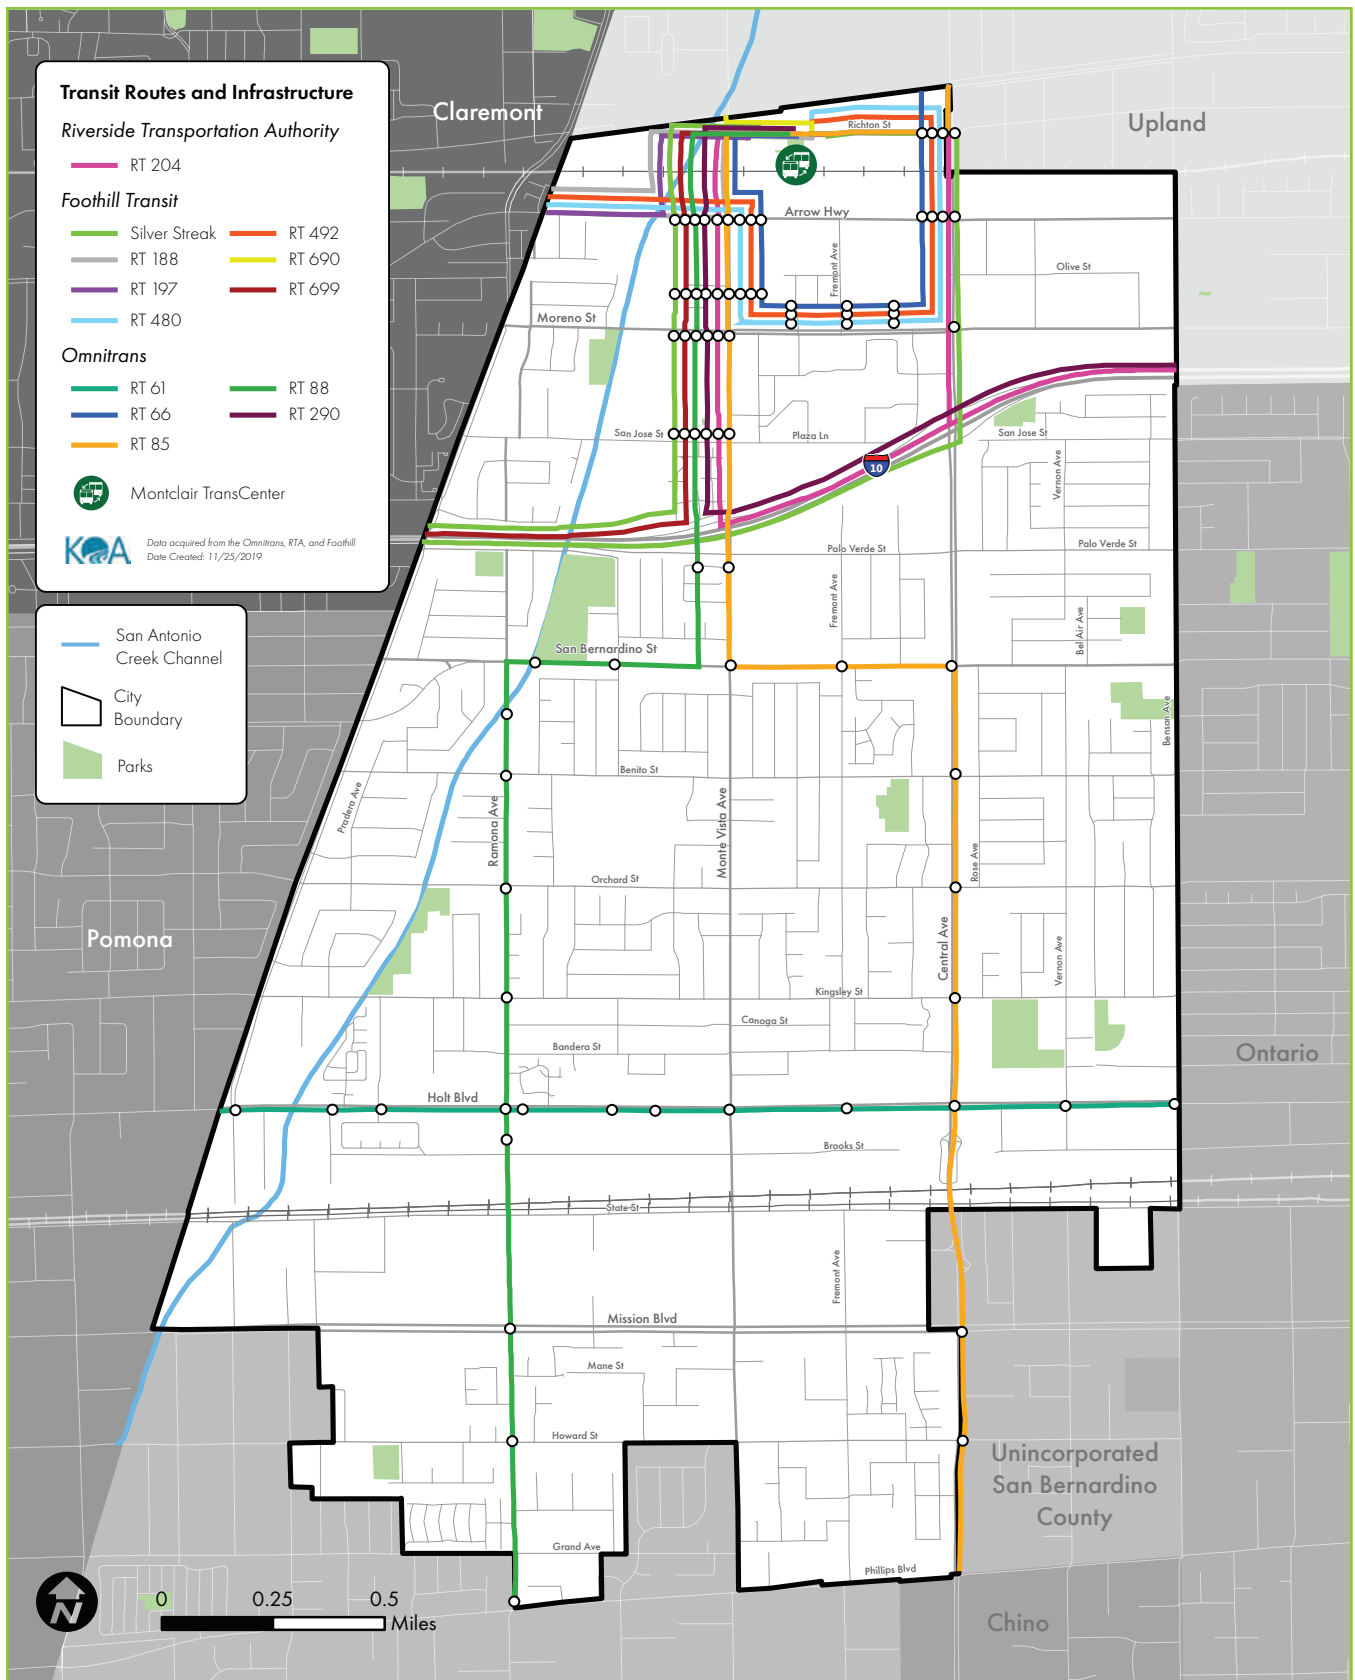 Transit Routes and Infrastructure
Riverside Transportation Authority
RT 204
Foothill Transit
Silver Streak
RT 492
RT 188
RT 690
RT 197
RT 699
RT 480
Omnitrans
RT 61
RT 88
RT 66
RT 290
RT 85
Montclair TransCenter
KOA
Data acquired from the Omnitrans, RTA, and Foothill
Date Created: 11/25/2019
San Antonio
Creek Channel
City
Boundary
Parks
Claremont
Upland
Richton St
Arrow Hwy
Fremont Ave
Olive St
Moreno St
San Jose St
Plaza Ln
San Jose St
10
Vernon Ave
Palo Verde St
Palo Verde St
Fremont Ave
Bel Air Ave
San Bernardino St
Benson Ave
Benito St
Pradera Ave
Ramona Ave
Monte Vista Ave
Rose Ave
Orchard St
Pomona
Central Ave
Vernon Ave
Kingsley St
Canoga St
Bandera St
Ontario
Holt Blvd
Brooks St
State St
Fremont Ave
Mission Blvd
Mane St
Howard St
Unincorporated
San Bernardino
County
Grand Ave
Phillips Blvd
Chino
N
0 0.25 0.5
Miles